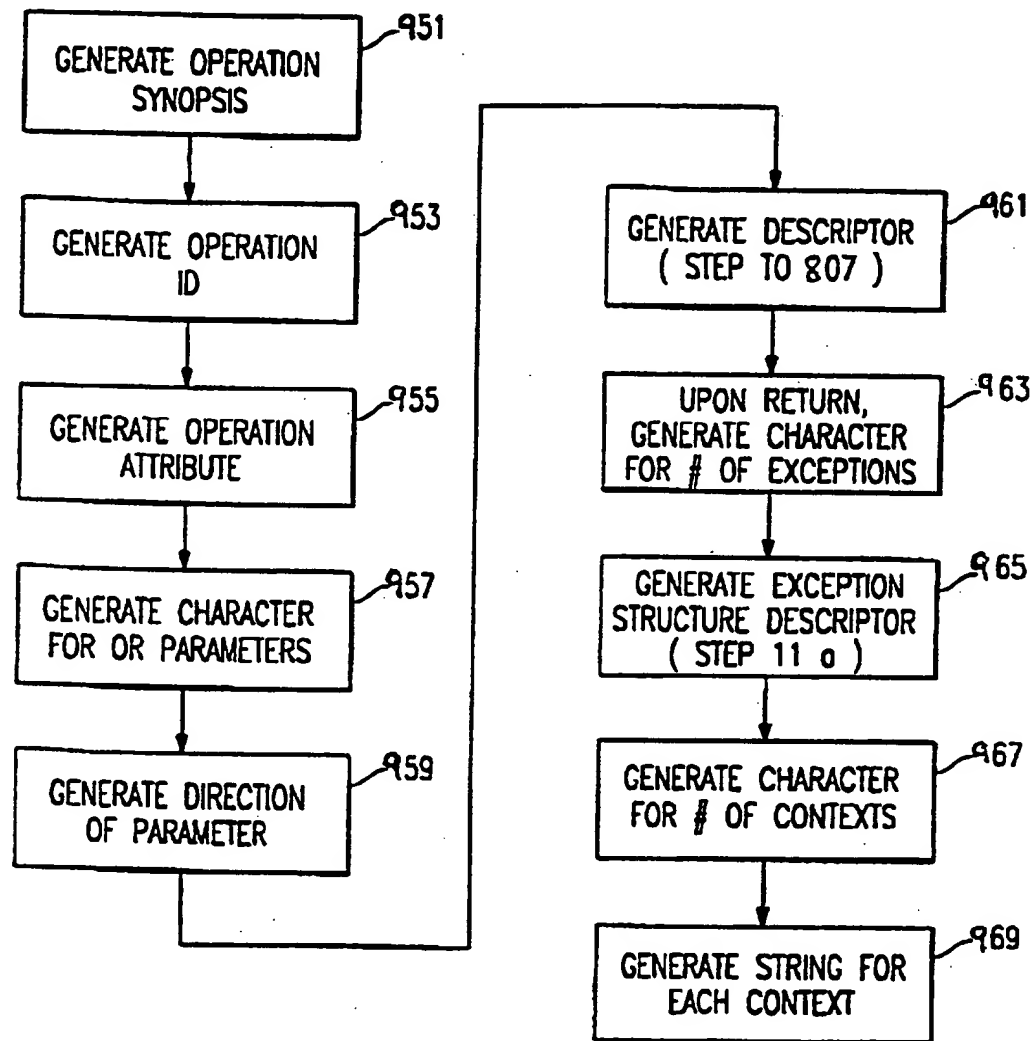 951
GENERATE OPERATION
SYNOPSIS
953
GENERATE OPERATION
ID
955
GENERATE OPERATION
ATTRIBUTE
957
GENERATE CHARACTER
FOR OR PARAMETERS
959
GENERATE DIRECTION
OF PARAMETER
961
GENERATE DESCRIPTOR
( STEP TO 807 )
963
UPON RETURN,
GENERATE CHARACTER
FOR # OF EXCEPTIONS
965
GENERATE EXCEPTION
STRUCTURE DESCRIPTOR
( STEP 11 a )
967
GENERATE CHARACTER
FOR # OF CONTEXTS
969
GENERATE STRING FOR
EACH CONTEXT